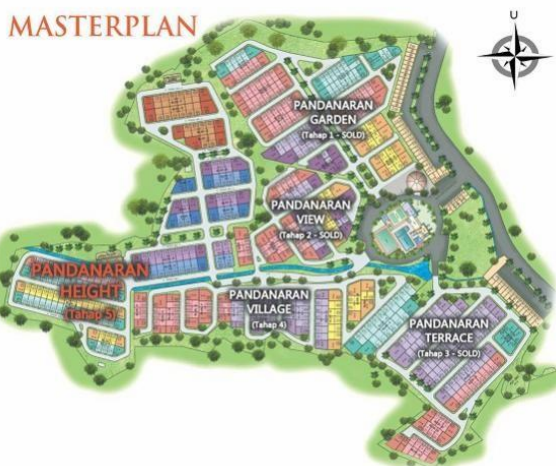 MASTERPLAN
U
PANDANARAN
GARDEN
(Tahap 1 - SOLD)
PANDANARAN
VIEW
(Tahap 2 - SOLD)
PANDANARAN
HEIGHT
(Tahap 5)
PANDANARAN
VILLAGE
(Tahap 4)
PANDANARAN
TERRACE
(Tahap 3 - SOLD)